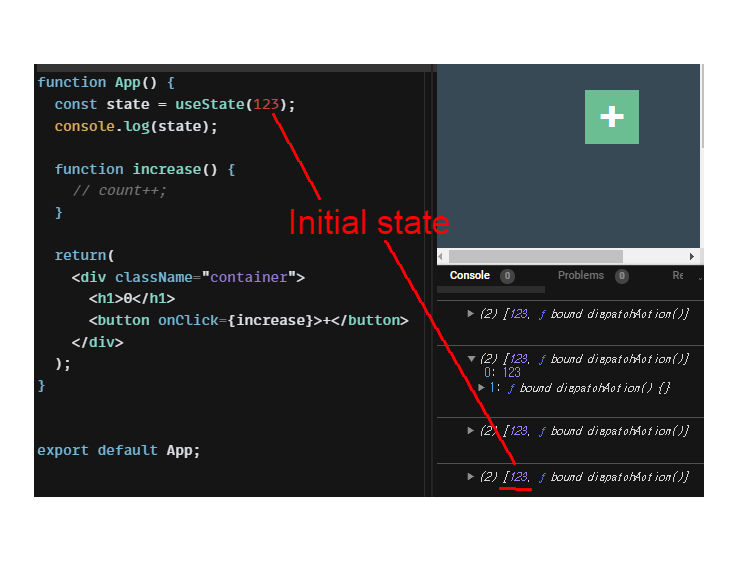 function App() {
const state = useState(123);
console.log(state);
function increase() {
// count++;
}
return(
<div className="container">
<h1>0</h1>
<button onClick={increase}>+</button>
</div>
);
}
export default App;
Initial state
+
Console 0 Problems 0 Re
▶ (2) [123, ƒ bound dispatchAction()]
▼ (2) [123, ƒ bound dispatchAction()]
0: 123
▶ 1: ƒ bound dispatchAction() {}
▶ (2) [123, ƒ bound dispatchAction()]
▶ (2) [123, ƒ bound dispatchAction()]